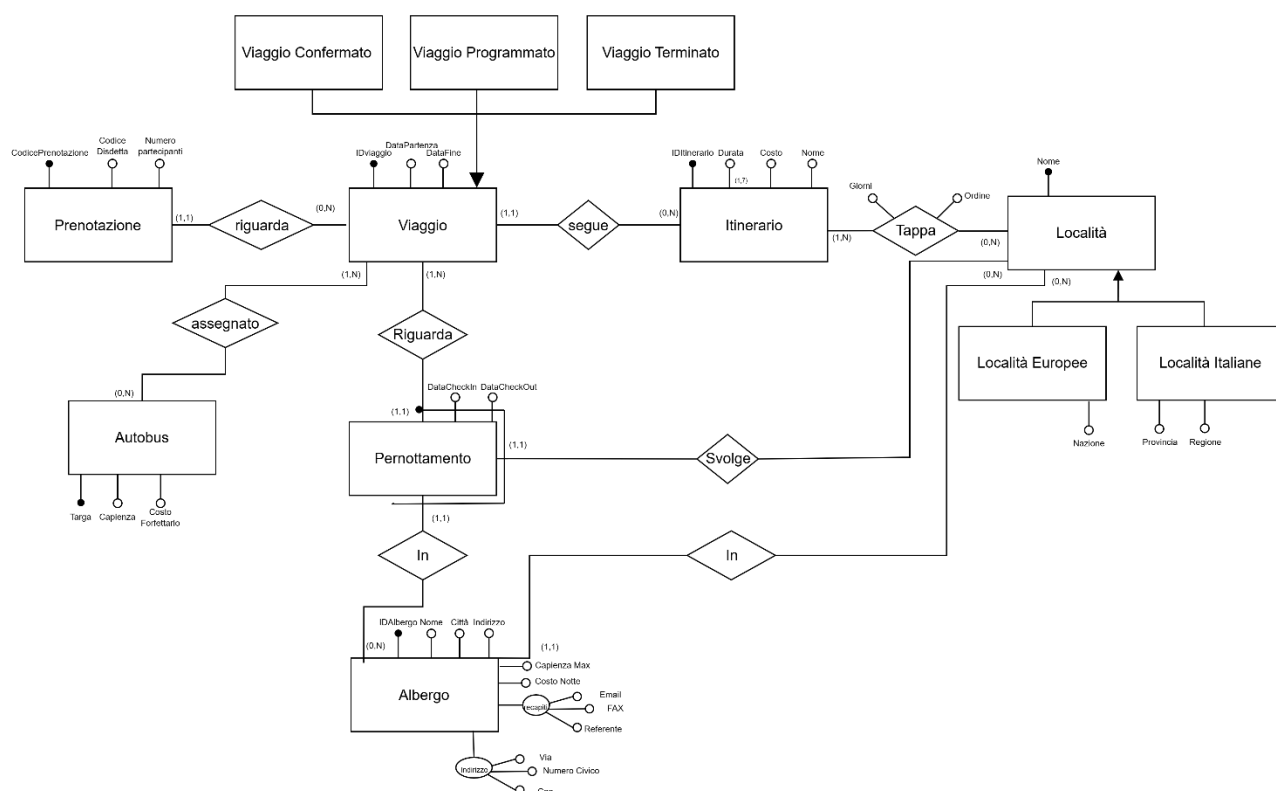 Viaggio Confermato
Viaggio Programmato
Viaggio Terminato
CodicePrenotazione
Codice
Disdetta
Numero
partecipanti
IDviaggio
DataPartenza
DataFine
IDItinerario
Durata
(1,7)
Costo
Nome
Nome
Prenotazione
(1,1)
riguarda
(0,N)
Viaggio
(1,1)
segue
(0,N)
Itinerario
(1,N)
Giorni
Ordine
Tappa
(0,N)
Località
(1,N)
(1,N)
(0,N)
(0,N)
assegnato
Riguarda
Località Europee
Località Italiane
Nazione
Provincia
Regione
(0,N)
Autobus
Targa
Capienza
Costo
Forfettario
DataCheckIn
DataCheckOut
(1,1)
Pernottamento
(1,1)
Svolge
(1,1)
In
In
(0,N)
IDAlbergo
Nome
Città
Indirizzo
(1,1)
Albergo
Capienza Max
Costo Notte
recapiti
Email
FAX
Referente
Indirizzo
Via
Numero Civico